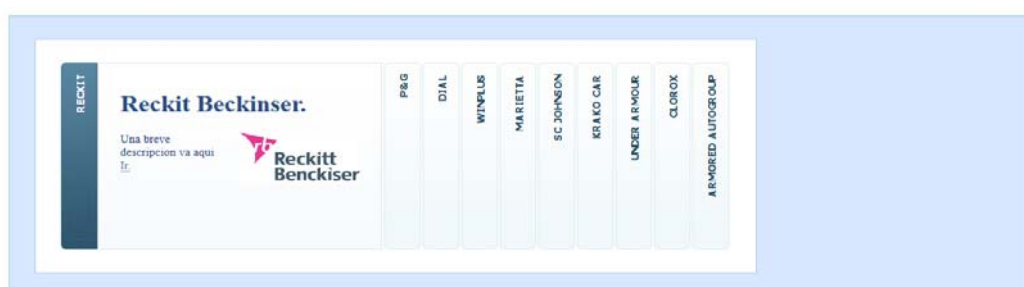 RECKIT
Reckit Beckinser.
Una breve
descripcion va aqui
Ir.
rb
Reckitt
Benckiser
P&G
DIAL
WINPLUS
MARIETTA
SC JOHNSON
KRAKO CAR
UNDER ARMOUR
CLOROX
ARMORED AUTOGROUP